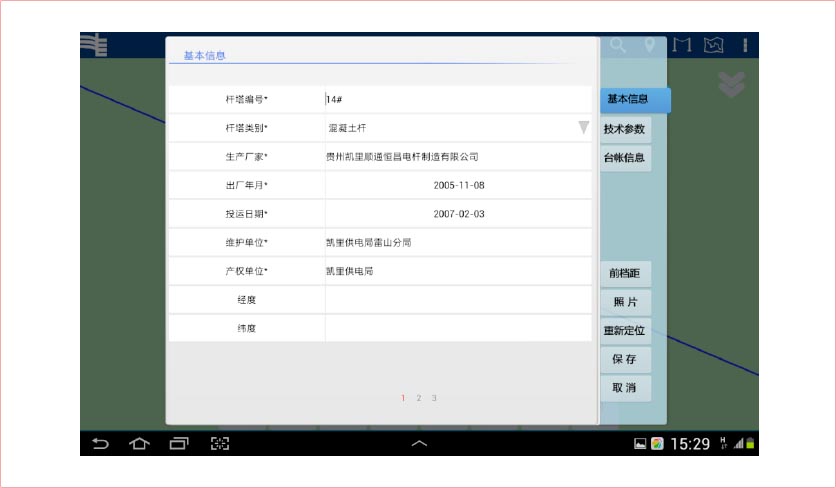 基本信息
杆塔编号* 14#
杆塔类别* 混凝土杆
生产厂家* 贵州凯里顺通恒昌电杆制造有限公司
出厂年月* 2005-11-08
投运日期* 2007-02-03
维护单位* 凯里供电局雷山分局
产权单位* 凯里供电局
经度
纬度
1 2 3
基本信息
技术参数
台帐信息
前档距
照片
重新定位
保存
取消
15:29 H